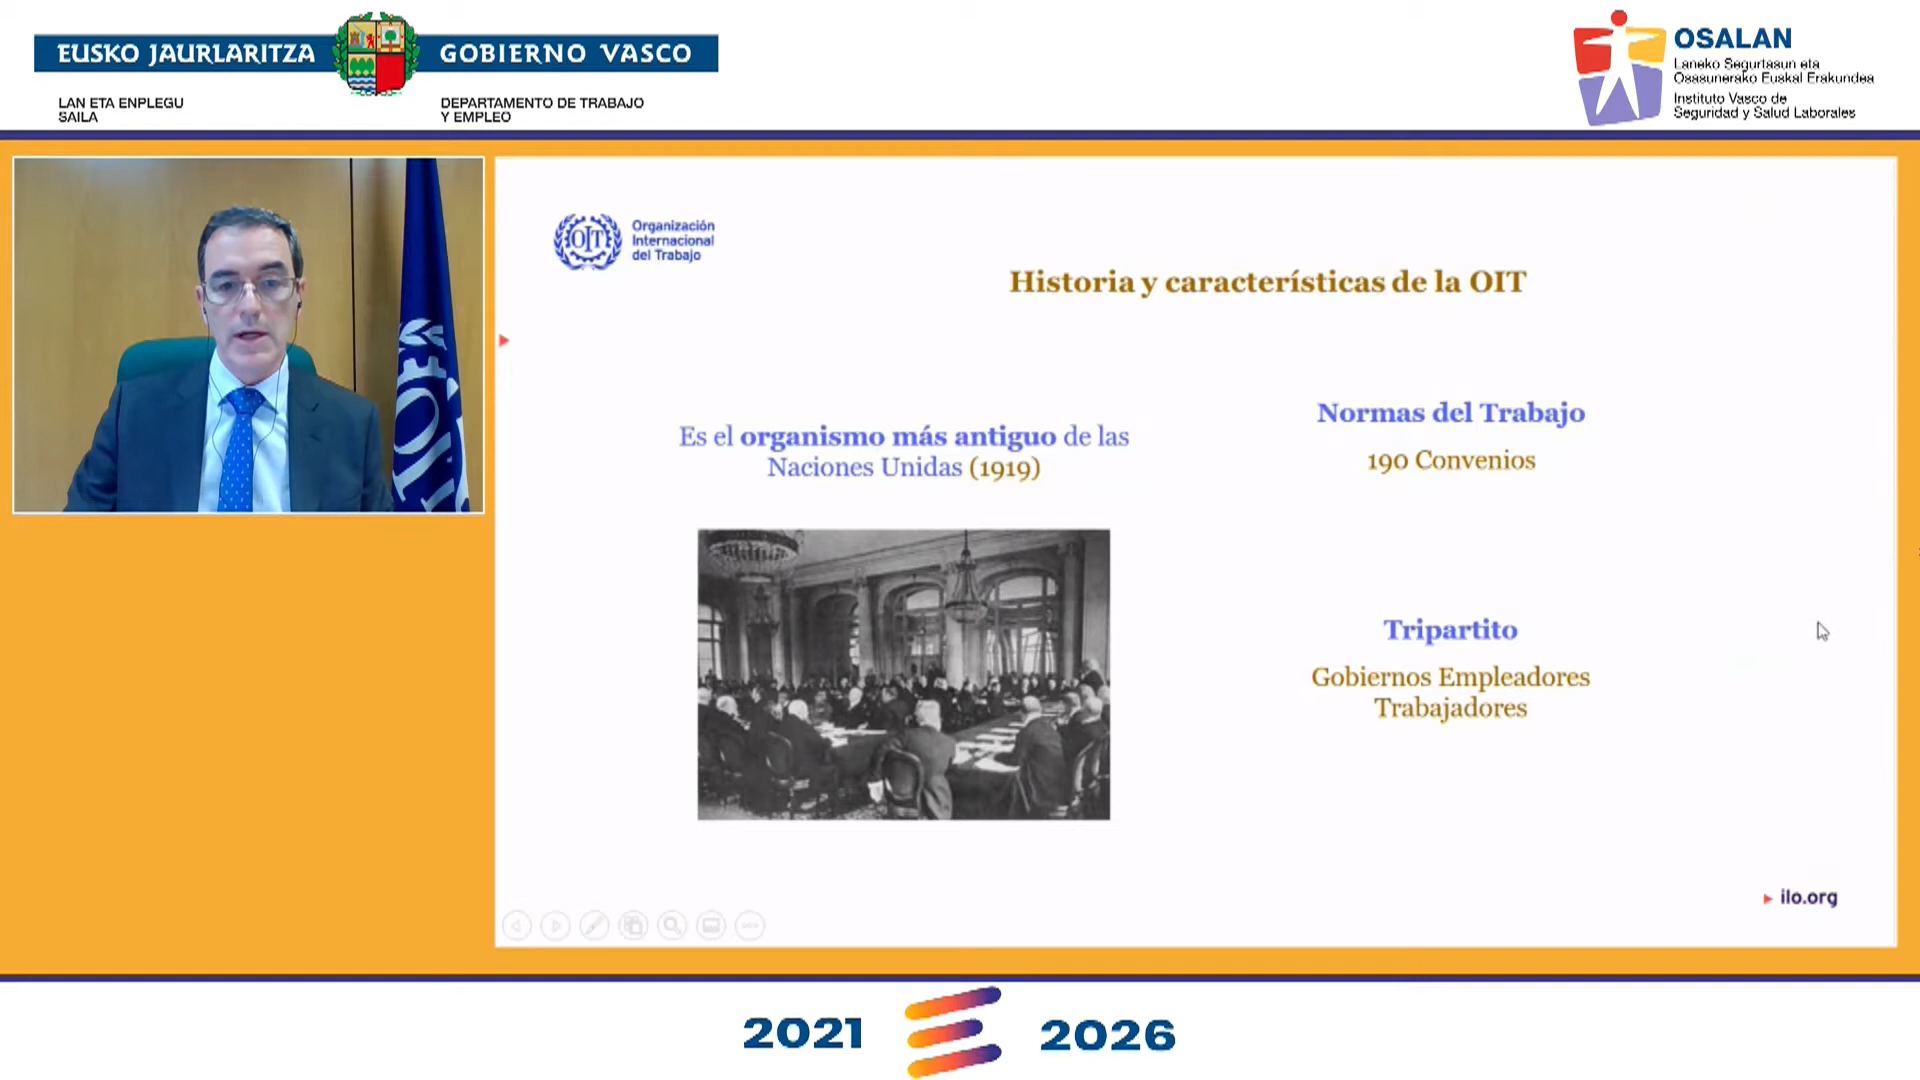 EUSKO JAURLARITZA
GOBIERNO VASCO
LAN ETA ENPLEGU
SAILA
DEPARTAMENTO DE TRABAJO
Y EMPLEO
OSALAN
Laneko Segurtasun eta
Osasunerako Euskal Erakundea
Instituto Vasco de
Seguridad y Salud Laborales
OIT
Organización
Internacional
del Trabajo
Historia y características de la OIT
Es el organismo más antiguo de las
Naciones Unidas (1919)
Normas del Trabajo
190 Convenios
Tripartito
Gobiernos Empleadores
Trabajadores
ilo.org
2021
2026